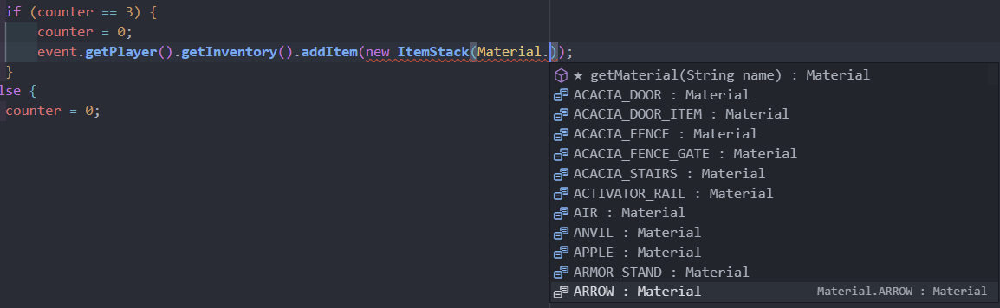 if (counter == 3) {
counter = 0;
event.getPlayer().getInventory().addItem(new ItemStack(Material.));
}
lse {
counter = 0;
★ getMaterial(String name) : Material
ACACIA_DOOR : Material
ACACIA_DOOR_ITEM : Material
ACACIA_FENCE : Material
ACACIA_FENCE_GATE : Material
ACACIA_STAIRS : Material
ACTIVATOR_RAIL : Material
AIR : Material
ANVIL : Material
APPLE : Material
ARMOR_STAND : Material
ARROW : Material Material.ARROW : Material